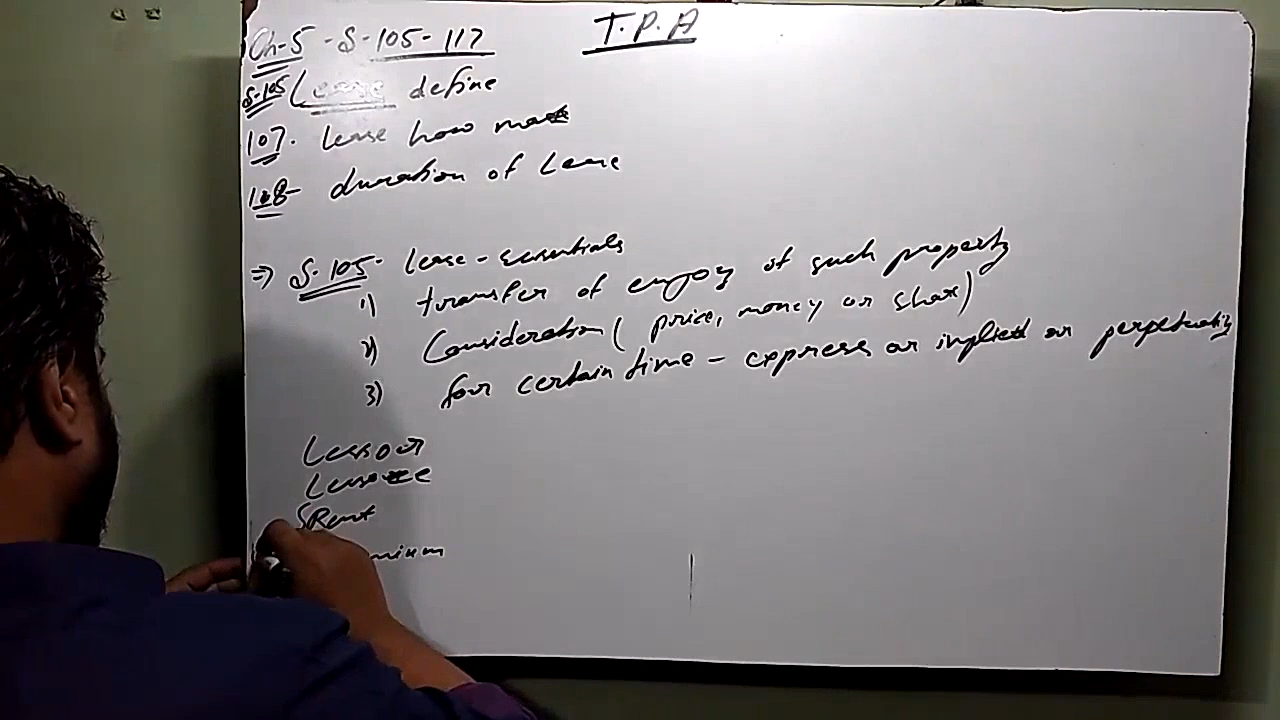 T.P.A
Ch-5 - S-105-117
S-105 (Lease define
107. Lease how made
108- duration of Lease
⇒ S-105- Lease-essentials
1) transfer of enjoy of such property
2) Consideration (price, money or share)
3) for certain time - express or implied or perpetuity
Lessor
Lessee
Rent